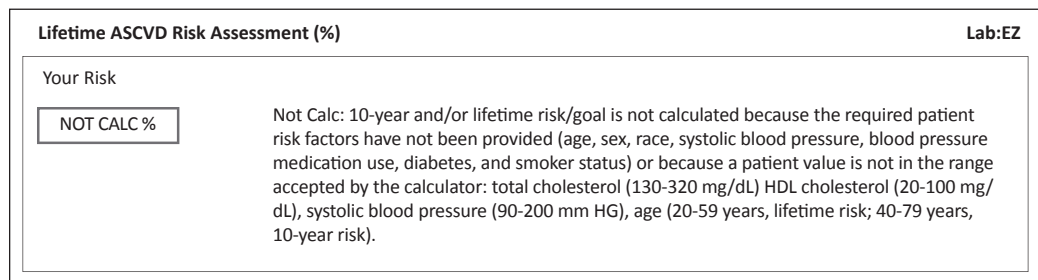 Lifetime ASCVD Risk Assessment (%) Lab:EZ
Your Risk
NOT CALC %
Not Calc: 10-year and/or lifetime risk/goal is not calculated because the required patient
risk factors have not been provided (age, sex, race, systolic blood pressure, blood pressure
medication use, diabetes, and smoker status) or because a patient value is not in the range
accepted by the calculator: total cholesterol (130-320 mg/dL) HDL cholesterol (20-100 mg/
dL), systolic blood pressure (90-200 mm HG), age (20-59 years, lifetime risk; 40-79 years,
10-year risk).